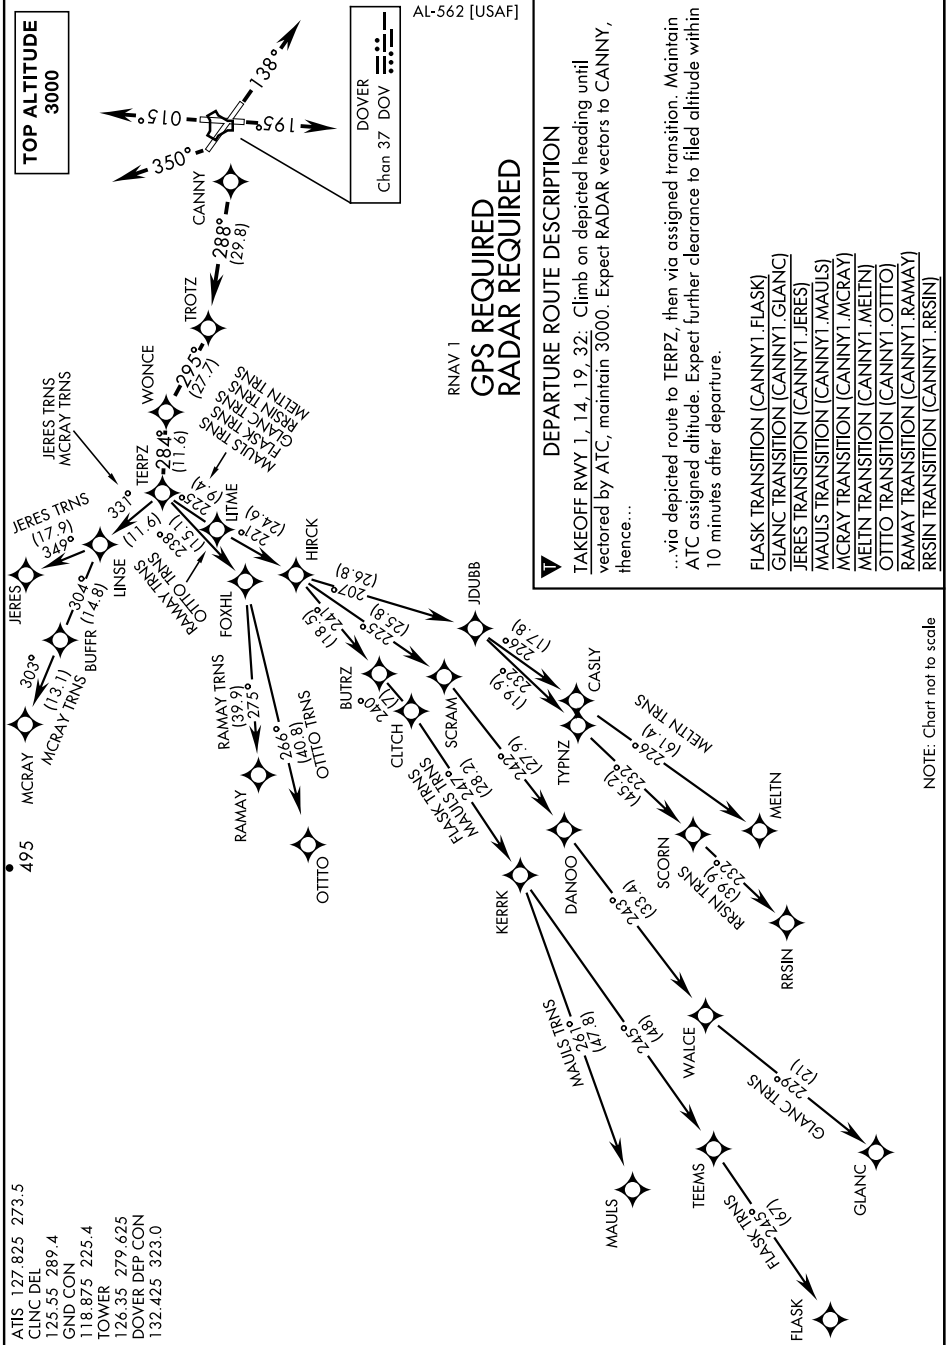 ATIS 127.825 273.5
CLNC DEL
125.55 289.4
GND CON
118.875 225.4
TOWER
126.35 279.625
DOVER DEP CON
132.425 323.0
495
TOP ALTITUDE
3000
AL-562 [USAF]
DOVER
Chan 37 DOV
350°
015°
138°
195°
CANNY
288°
(29.8)
TROTZ
295°
(27.7)
WONCE
284°
(11.6)
TERPZ
JERES TRNS
MCRAY TRNS
331°
(11.6)
LINSE
JERES TRNS
(17.9)
349°
JERES
304°
(14.8)
BUFFR
303°
(13.1)
MCRAY TRNS
MCRAY
238°
(15.1)
RAMAY TRNS
OTTTO TRNS
FOXHL
RAMAY TRNS
(39.9)
275°
RAMAY
266°
(40.8)
OTTO TRNS
OTTTO
MAULS TRNS
FLASK TRNS
GLANC TRNS
RRSIN TRNS
MELTN TRNS
225°
(9.4)
LITME
221°
(24.6)
HIRCK
241°
(18.5)
BUTRZ
240°
(7)
CLTCH
FLASK TRNS
MAULS TRNS
247°
(28.2)
KERRK
MAULS TRNS
261°
(47.8)
MAULS
245°
(48)
TEEMS
FLASK TRNS
245°
(67)
FLASK
225°
(25.8)
SCRAM
242°
(27.9)
DANOO
243°
(33.4)
WALCE
GLANC TRNS
229°
(21)
GLANC
207°
(26.8)
JDUBB
226°
(17.8)
CASLY
MELTN TRNS
226°
(61.4)
MELTN
232°
(19.9)
TYPNZ
232°
(45.2)
SCORN
RRSIN TRNS
232°
(39.9)
RRSIN
RNAV 1
GPS REQUIRED
RADAR REQUIRED
NOTE: Chart not to scale
T
DEPARTURE ROUTE DESCRIPTION
TAKEOFF RWY 1, 14, 19, 32: Climb on depicted heading until
vectored by ATC, maintain 3000. Expect RADAR vectors to CANNY,
thence...
...via depicted route to TERPZ, then via assigned transition. Maintain
ATC assigned altitude. Expect further clearance to filed altitude within
10 minutes after departure.
FLASK TRANSITION (CANNY1.FLASK)
GLANC TRANSITION (CANNY1.GLANC)
JERES TRANSITION (CANNY1.JERES)
MAULS TRANSITION (CANNY1.MAULS)
MCRAY TRANSITION (CANNY1.MCRAY)
MELTN TRANSITION (CANNY1.MELTN)
OTTTO TRANSITION (CANNY1.OTTTO)
RAMAY TRANSITION (CANNY1.RAMAY)
RRSIN TRANSITION (CANNY1.RRSIN)